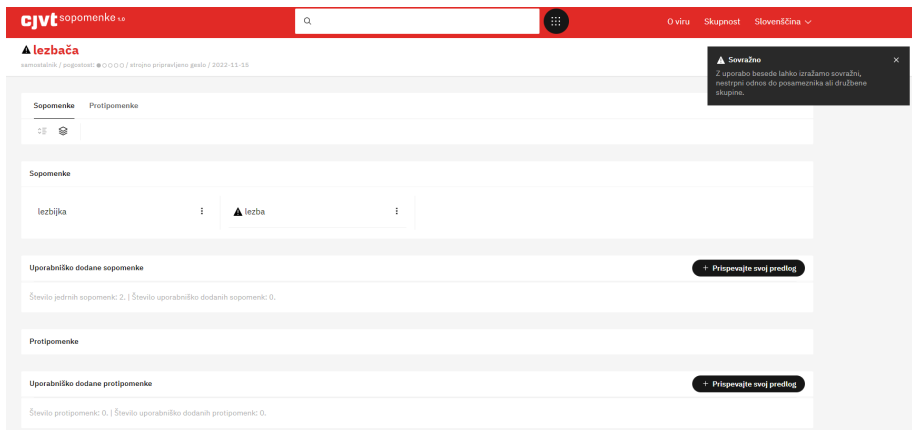 cjvt sopomenke 1.0
O viru Skupnost Slovenščina
lezbača
samostalnik / pogostost: / strojno pripravljeno geslo / 2022-11-15
Sovražno
Z uporabo besede lahko izražamo sovražni,
nestrpni odnos do posameznika ali družbene
skupine.
Sopomenke Protipomenke
Sopomenke
lezbijka lezba
Uporabniško dodane sopomenke + Prispevajte svoj predlog
Število jedrnih sopomenk: 2. | Število uporabniško dodanih sopomenk: 0.
Protipomenke
Uporabniško dodane protipomenke + Prispevajte svoj predlog
Število protipomenk: 0. | Število uporabniško dodanih protipomenk: 0.